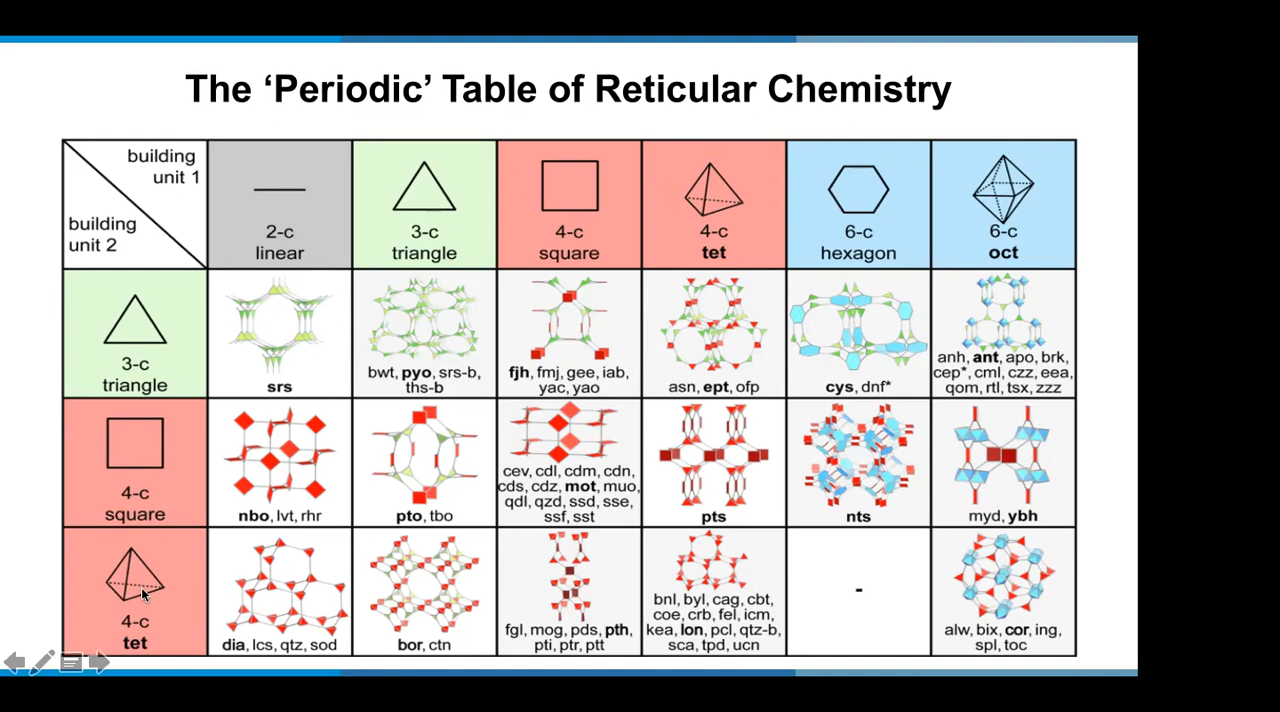 The ‘Periodic’ Table of Reticular Chemistry
building
unit 1
building
unit 2
2-c
linear
3-c
triangle
4-c
square
4-c
tet
6-c
hexagon
6-c
oct
3-c
triangle
srs
bwt, pyo, srs-b,
ths-b
fjh, fmj, gee, iab,
yac, yao
asn, ept, ofp
cys, dnf*
anh, ant, apo, brk,
cep*, cml, czz, eea,
qom, rtl, tsx, zzz
4-c
square
nbo, lvt, rhr
pto, tbo
cev, cdl, cdm, cdn,
cds, cdz, mot, muo,
qdl, qzd, ssd, sse,
ssf, sst
pts
nts
myd, ybh
4-c
tet
dia, lcs, qtz, sod
bor, ctn
fgl, mog, pds, pth,
pti, ptr, ptt
bnl, byl, cag, cbt,
coe, crb, fel, icm,
kea, lon, pcl, qtz-b,
sca, tpd, ucn
-
alw, bix, cor, ing,
spl, toc